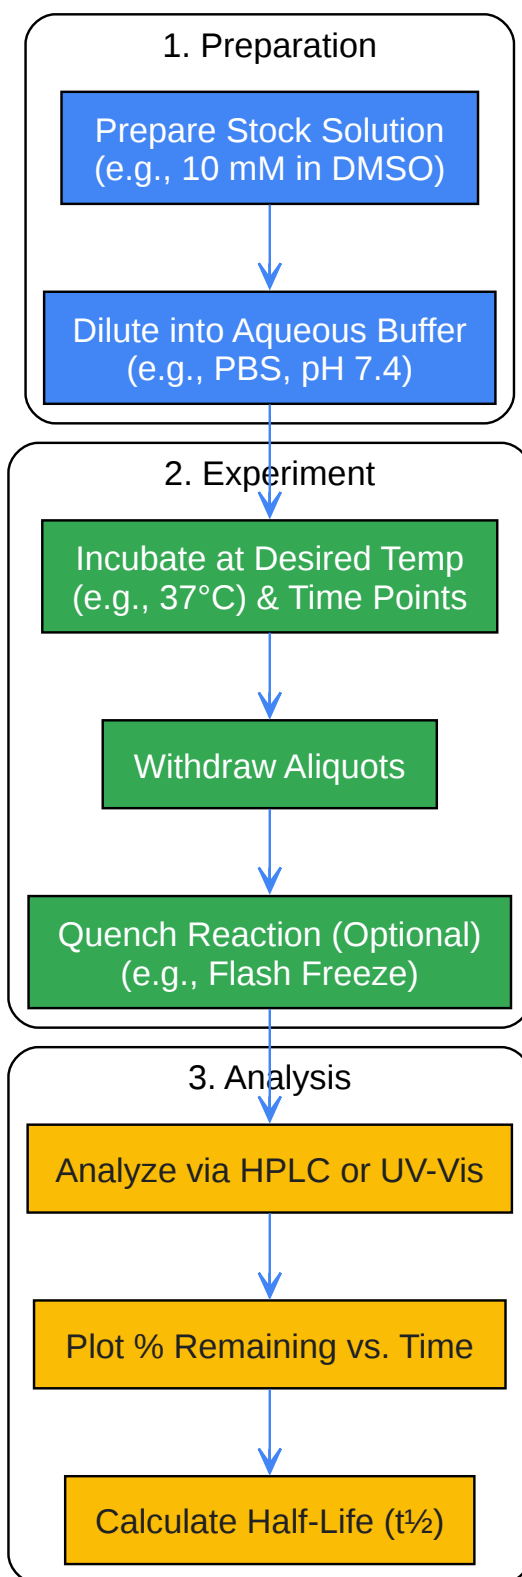 1. Preparation
Prepare Stock Solution
(e.g., 10 mM in DMSO)
Dilute into Aqueous Buffer
(e.g., PBS, pH 7.4)
2. Experiment
Incubate at Desired Temp
(e.g., 37°C) & Time Points
Withdraw Aliquots
Quench Reaction (Optional)
(e.g., Flash Freeze)
3. Analysis
Analyze via HPLC or UV-Vis
Plot % Remaining vs. Time
Calculate Half-Life (t½)